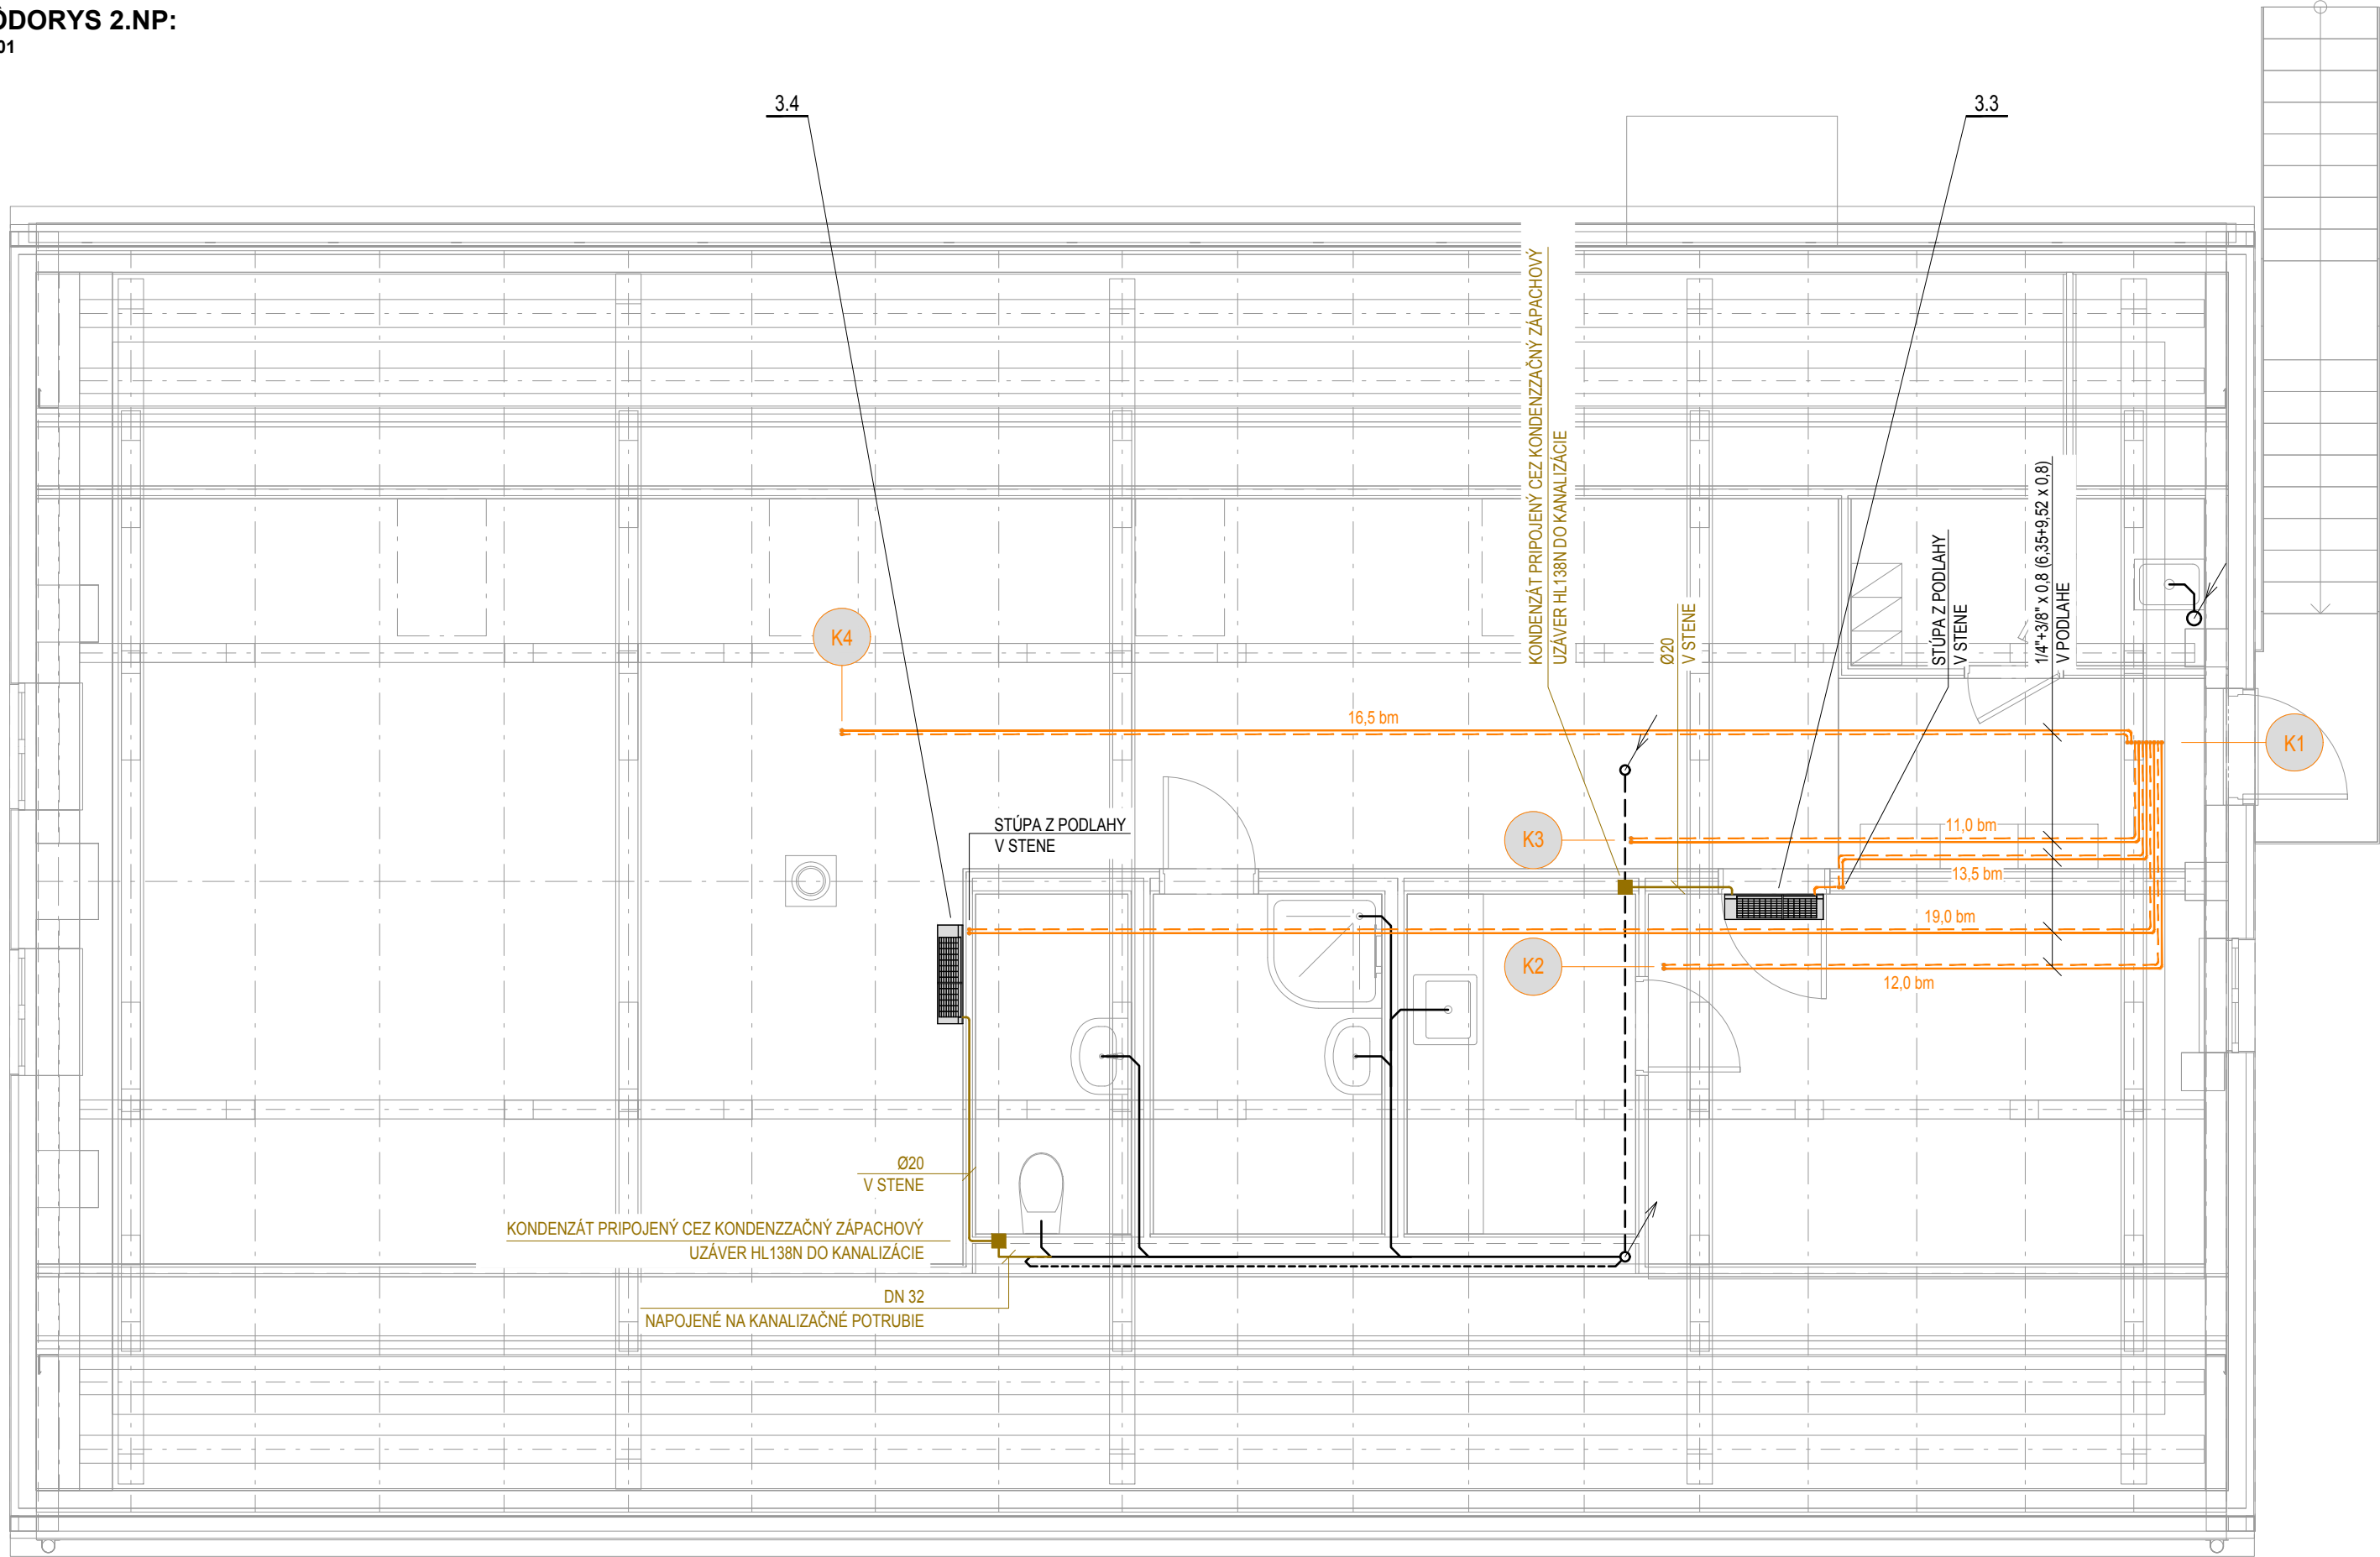 ÔDORYS 2.NP:
01
3.4
3.3
KONDENZÁT PRIPOJENÝ CEZ KONDENZZAČNÝ ZÁPACHOVÝ
UZÁVER HL138N DO KANALIZÁCIE
Ø20
V STENE
STÚPA Z PODLAHY
V STENE
1/4"+3/8" x 0,8 (6,35+9,52 x 0,8)
V PODLAHE
K4
16,5 bm
K1
STÚPA Z PODLAHY
V STENE
K3
11,0 bm
13,5 bm
19,0 bm
K2
12,0 bm
Ø20
V STENE
KONDENZÁT PRIPOJENÝ CEZ KONDENZZAČNÝ ZÁPACHOVÝ
UZÁVER HL138N DO KANALIZÁCIE
DN 32
NAPOJENÉ NA KANALIZAČNÉ POTRUBIE